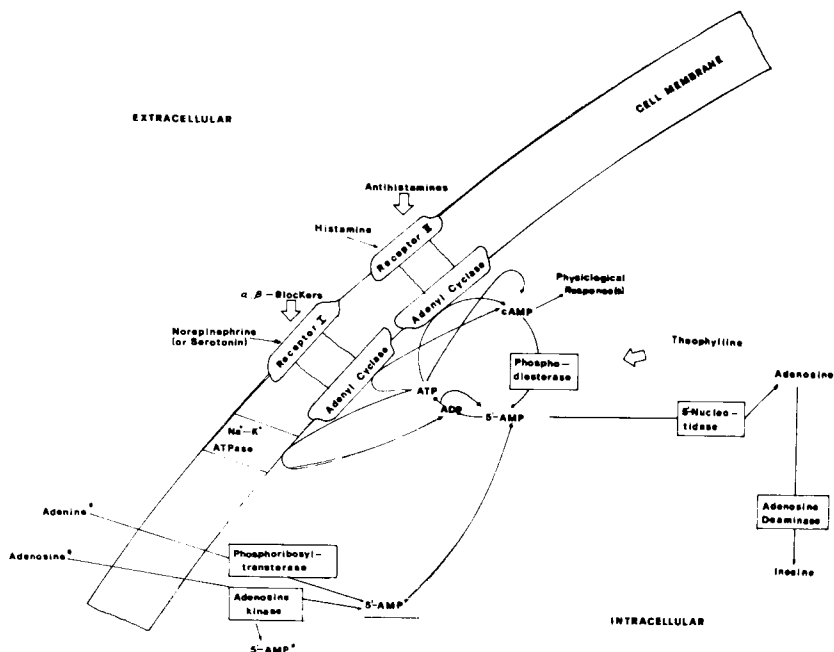 CELL MEMBRANE
EXTRACELLULAR
Antihistamines
Histamine
Receptor II
Adenyl Cyclase
Physiclogical
Response(s)
α, β-Blockers
Norepinephrine
(or Serotonin)
Receptor I
Adenyl Cyclase
cAMP
Theophylline
Phospho-
diesterase
Adenosine
ATP
ADP
5'-AMP
5'-Nucleo-
tidase
Na⁺-K⁺
ATPase
Adenine*
Adenosine
Deaminase
Adenosine*
Phosphoribosyl-
transterase
Inosine
Adenosine
kinase
5'-AMP*
INTRACELLULAR
5'-AMP*